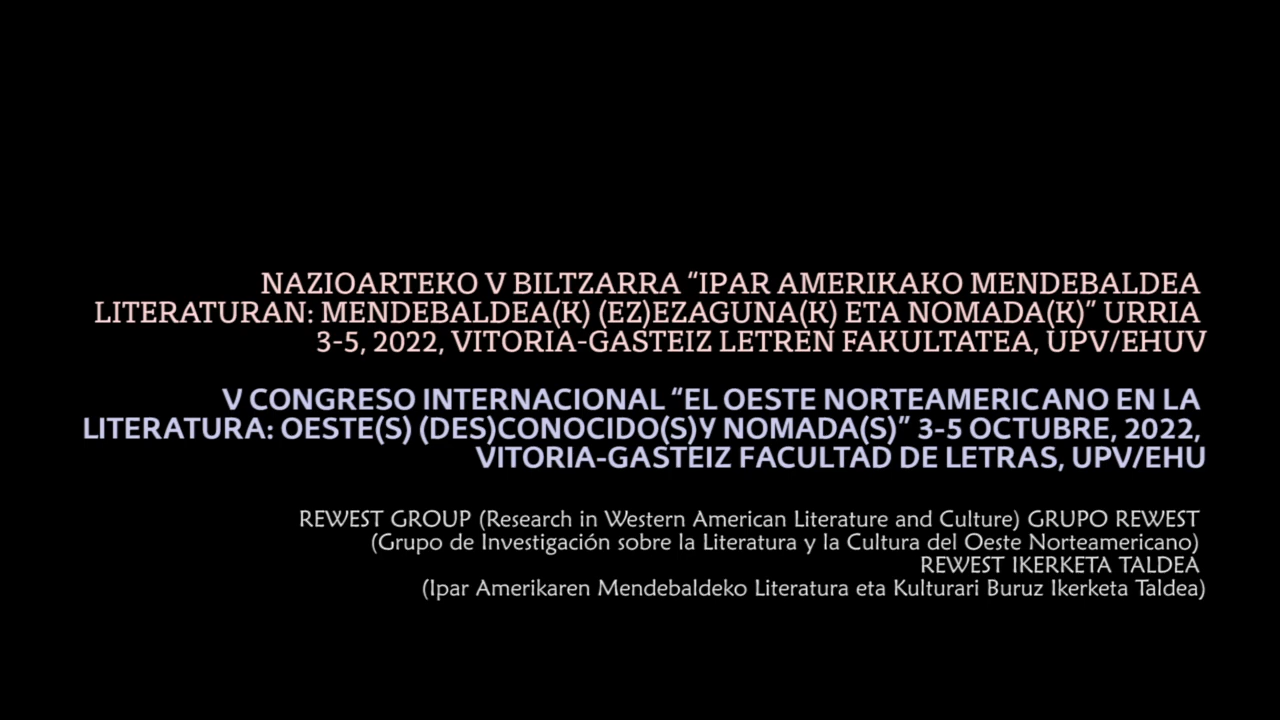 NAZIOARTEKO V BILTZARRA “IPAR AMERIKAKO MENDEBALDEA
LITERATURAN: MENDEBALDEA(K) (EZ)EZAGUNA(K) ETA NOMADA(K)” URRIA
3-5, 2022, VITORIA-GASTEIZ LETREN FAKULTATEA, UPV/EHUV
V CONGRESO INTERNACIONAL “EL OESTE NORTEAMERICANO EN LA
LITERATURA: OESTE(S) (DES)CONOCIDO(S)Y NOMADA(S)” 3-5 OCTUBRE, 2022,
VITORIA-GASTEIZ FACULTAD DE LETRAS, UPV/EHU
REWEST GROUP (Research in Western American Literature and Culture) GRUPO REWEST
(Grupo de Investigación sobre la Literatura y la Cultura del Oeste Norteamericano)
REWEST IKERKETA TALDEA
(Ipar Amerikaren Mendebaldeko Literatura eta Kulturari Buruz Ikerketa Taldea)